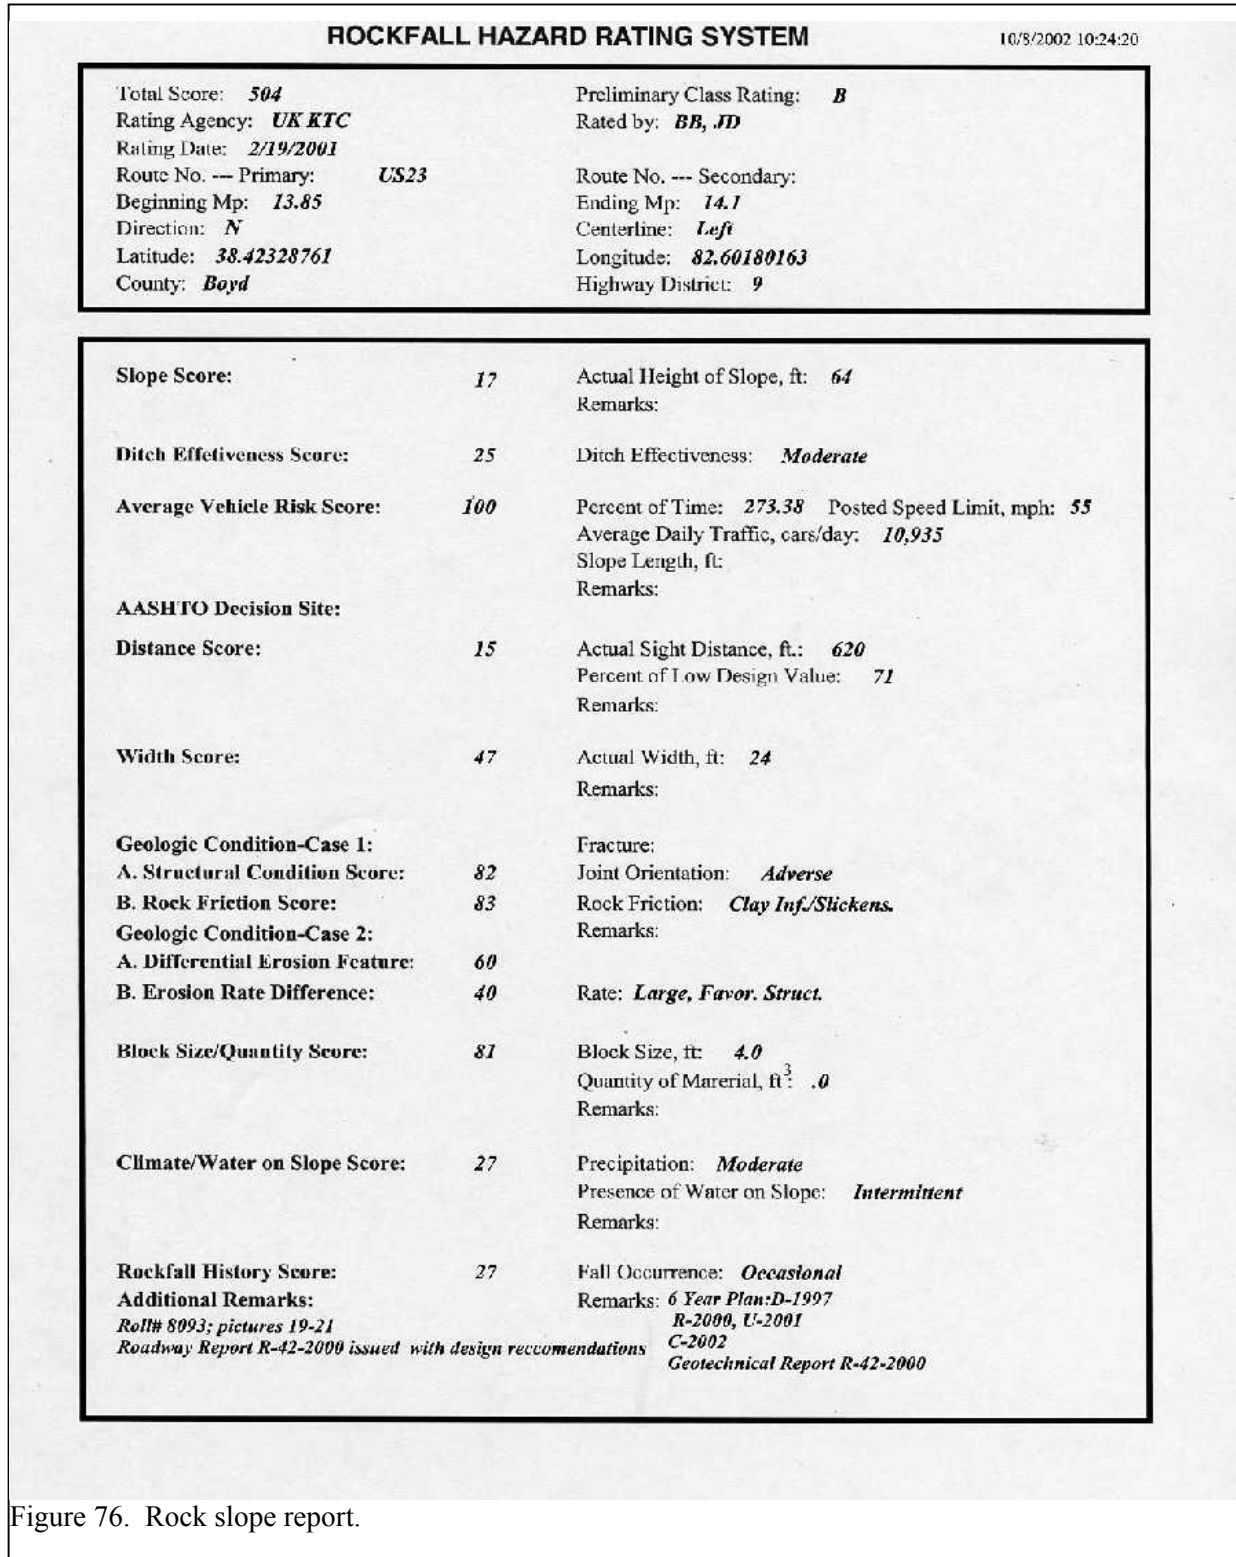 ROCKFALL HAZARD RATING SYSTEM 10/8/2002 10:24:20
Total Score: 504 Preliminary Class Rating: B
Rating Agency: UK KTC Rated by: BB, JD
Rating Date: 2/19/2001
Route No. --- Primary: US23 Route No. --- Secondary:
Beginning Mp: 13.85 Ending Mp: 14.1
Direction: N Centerline: Left
Latitude: 38.42328761 Longitude: 82.60180163
County: Boyd Highway District: 9
Slope Score: 17 Actual Height of Slope, ft: 64
Remarks:
Ditch Effetiveness Score: 25 Ditch Effectiveness: Moderate
Average Vehicle Risk Score: 100 Percent of Time: 273.38 Posted Speed Limit, mph: 55
Average Daily Traffic, cars/day: 10,935
Slope Length, ft:
Remarks:
AASHTO Decision Site:
Distance Score: 15 Actual Sight Distance, ft.: 620
Percent of Low Design Value: 71
Remarks:
Width Score: 47 Actual Width, ft: 24
Remarks:
Geologic Condition-Case 1: Fracture:
A. Structural Condition Score: 82 Joint Orientation: Adverse
B. Rock Friction Score: 83 Rock Friction: Clay Inf./Slickens.
Geologic Condition-Case 2: Remarks:
A. Differential Erosion Feature: 60
B. Erosion Rate Difference: 40 Rate: Large, Favor. Struct.
Block Size/Quantity Score: 81 Block Size, ft: 4.0
Quantity of Marerial, ft³: .0
Remarks:
Climate/Water on Slope Score: 27 Precipitation: Moderate
Presence of Water on Slope: Intermittent
Remarks:
Rockfall History Score: 27 Fall Occurrence: Occasional
Additional Remarks: Remarks: 6 Year Plan:D-1997
Roll# 8093; pictures 19-21 R-2000, U-2001
Roadway Report R-42-2000 issued with design reccomendations C-2002
Geotechnical Report R-42-2000
Figure 76. Rock slope report.